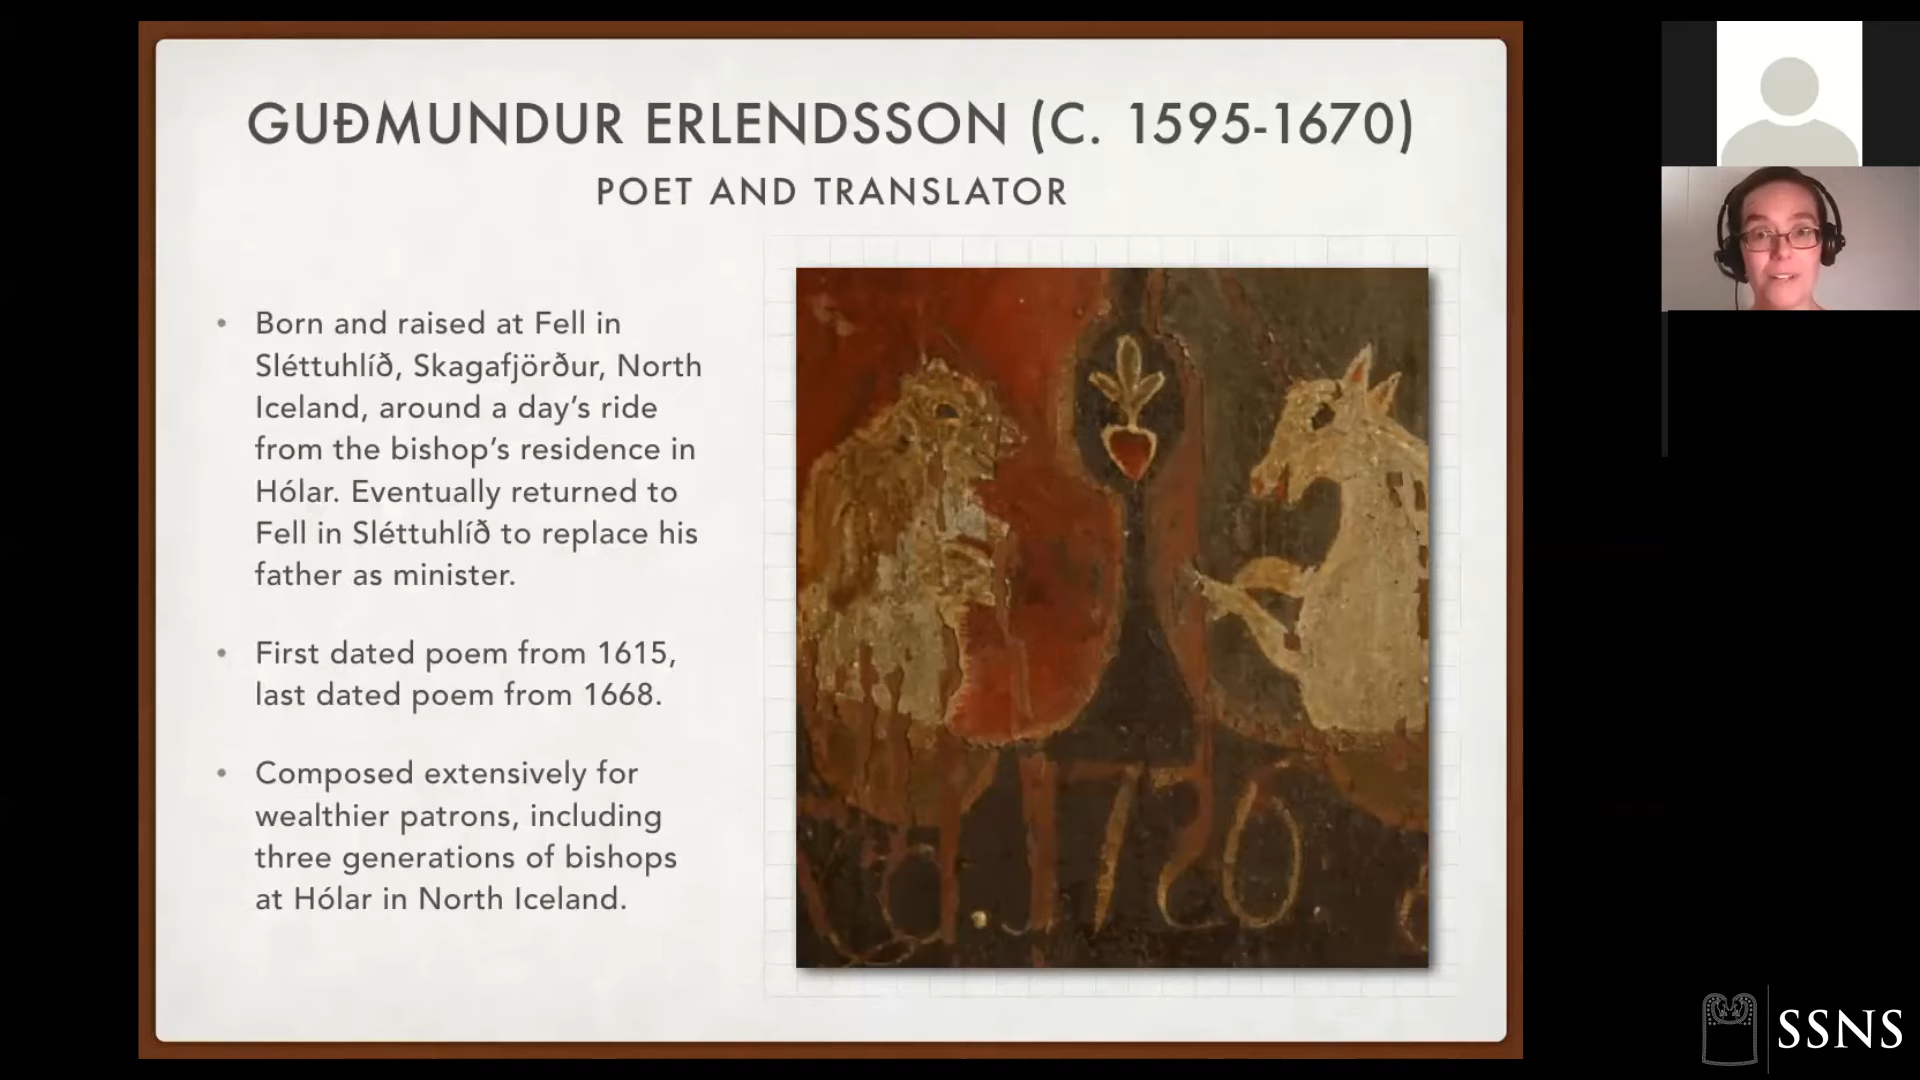 GUÐMUNDUR ERLENDSSON (C. 1595-1670)
POET AND TRANSLATOR
• Born and raised at Fell in
Sléttuhlíð, Skagafjörður, North
Iceland, around a day’s ride
from the bishop’s residence in
Hólar. Eventually returned to
Fell in Sléttuhlíð to replace his
father as minister.
• First dated poem from 1615,
last dated poem from 1668.
• Composed extensively for
wealthier patrons, including
three generations of bishops
at Hólar in North Iceland.
SSNS